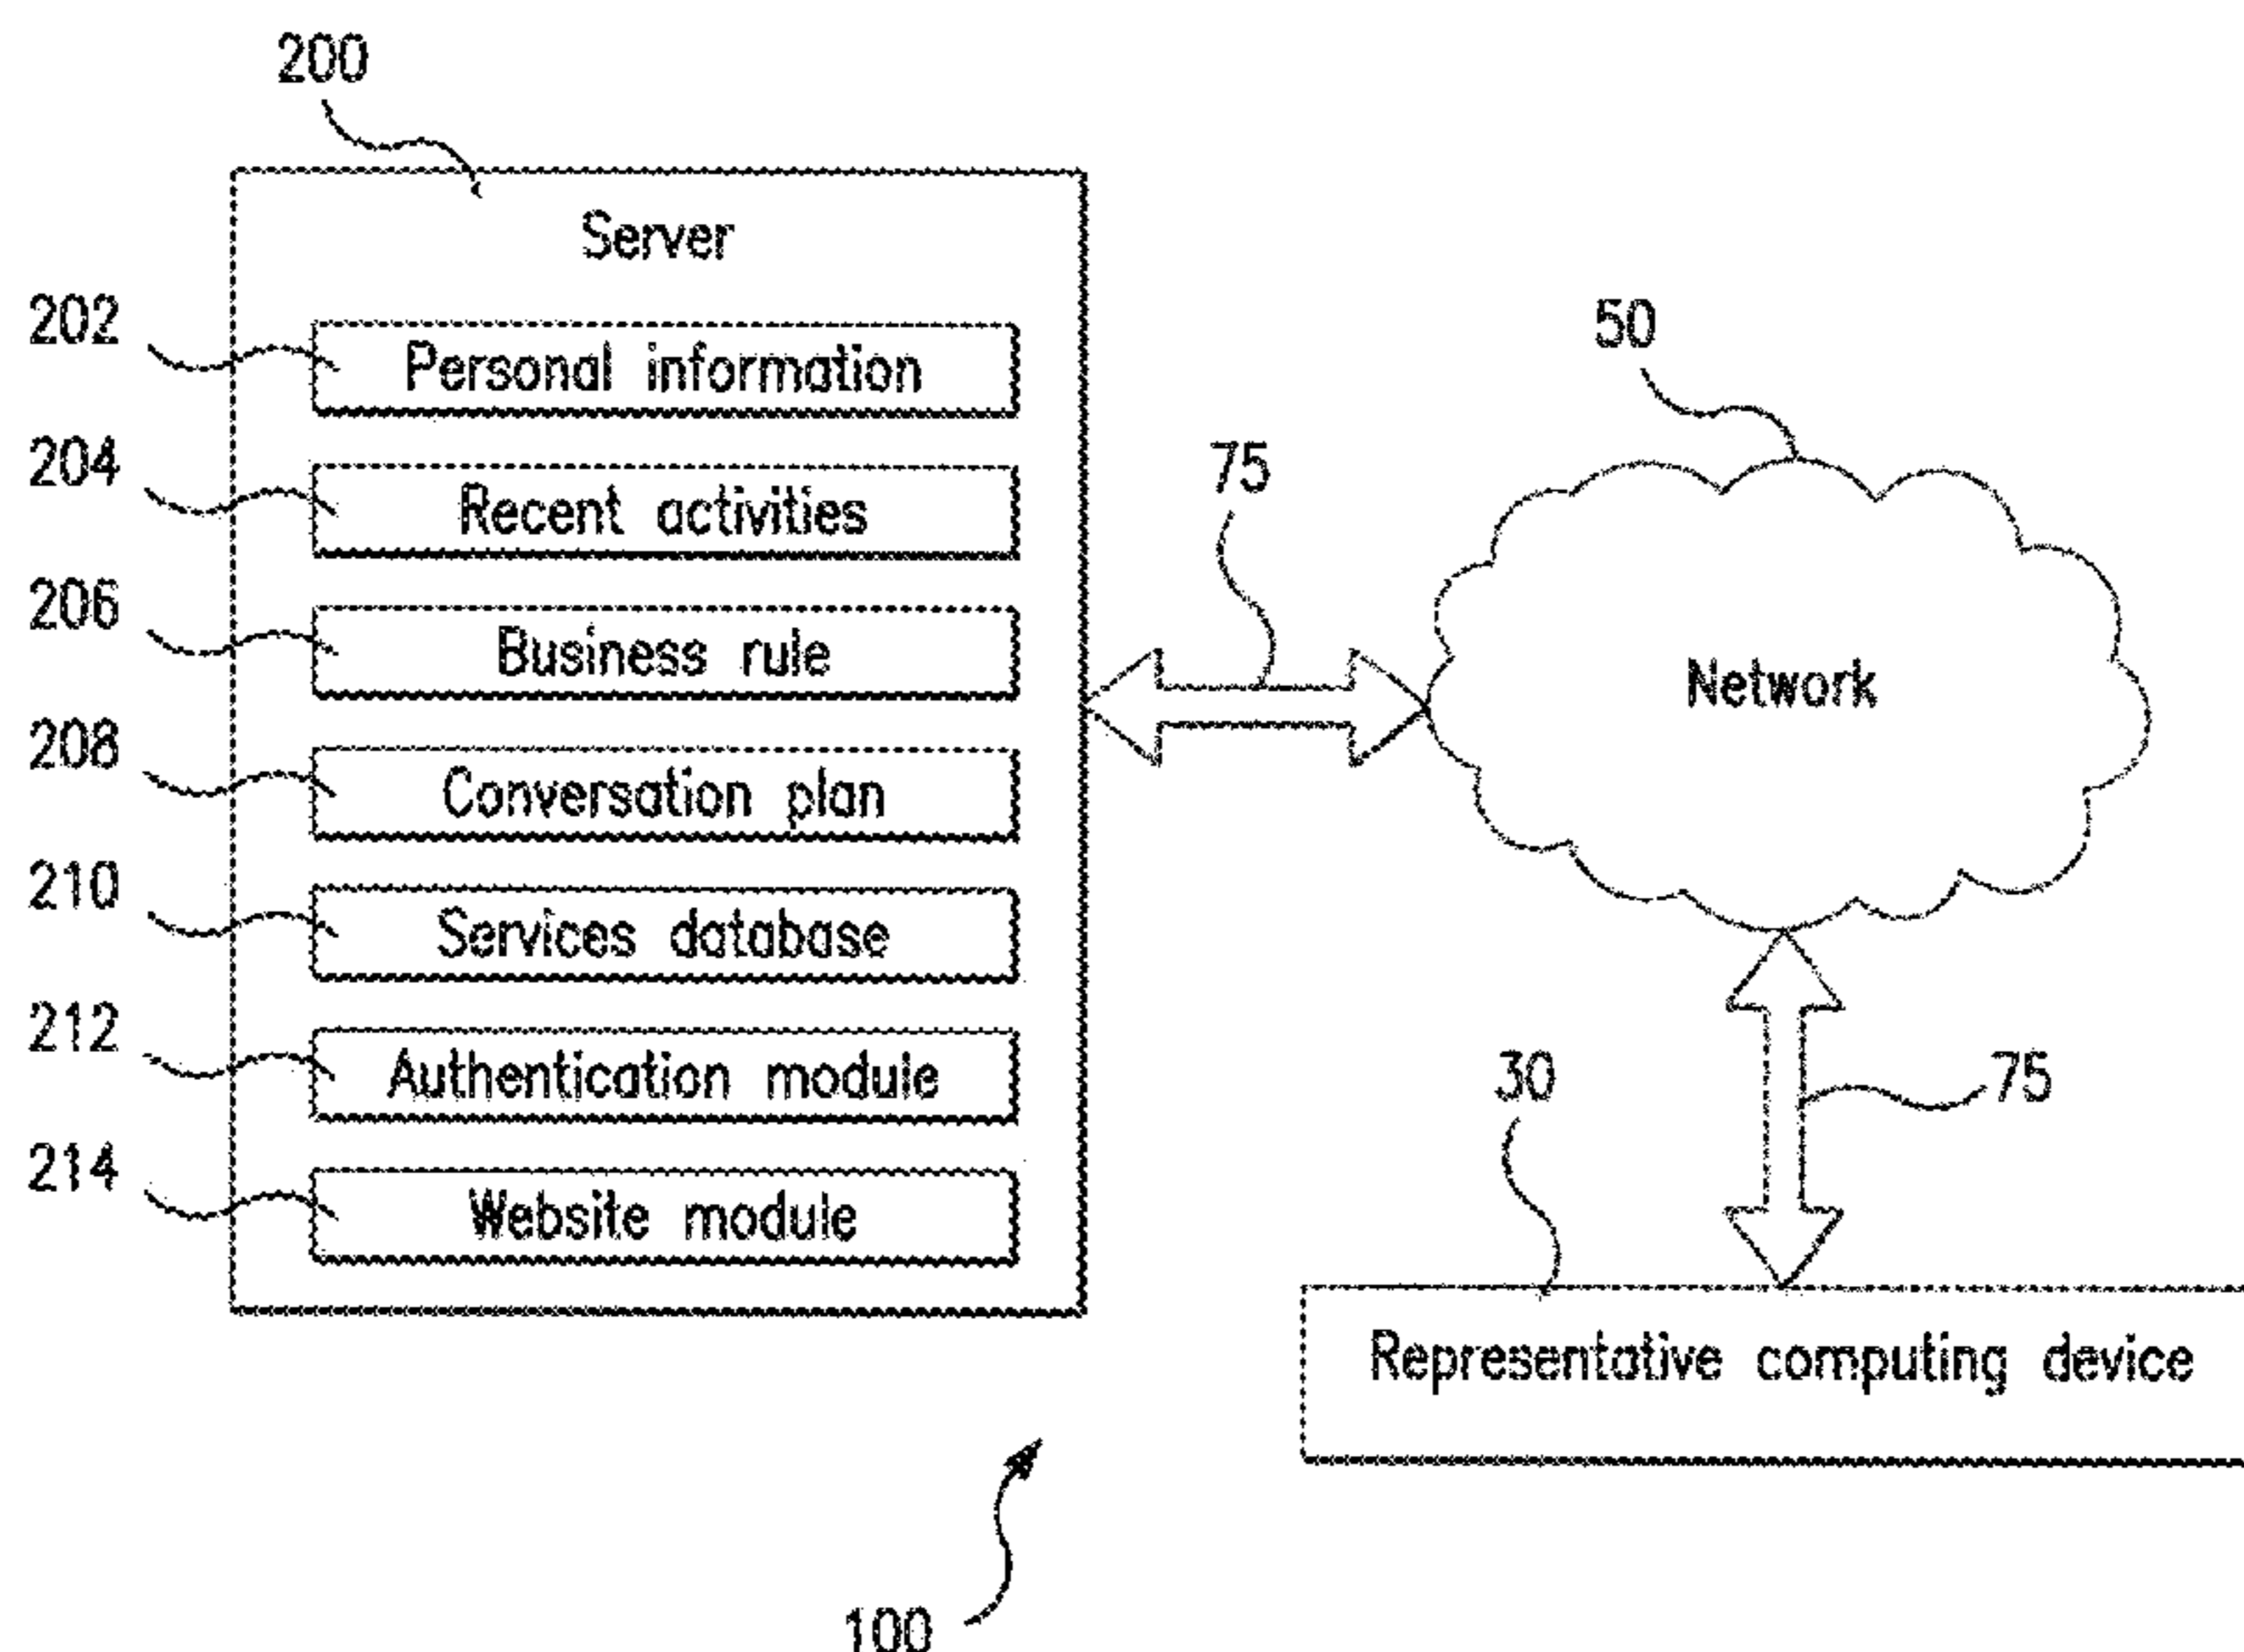 200
Server
202
Personal information
204
Recent activities
206
Business rule
208
Conversation plan
210
Services database
212
Authentication module
214
Website module
75
50
Network
75
30
Representative computing device
100